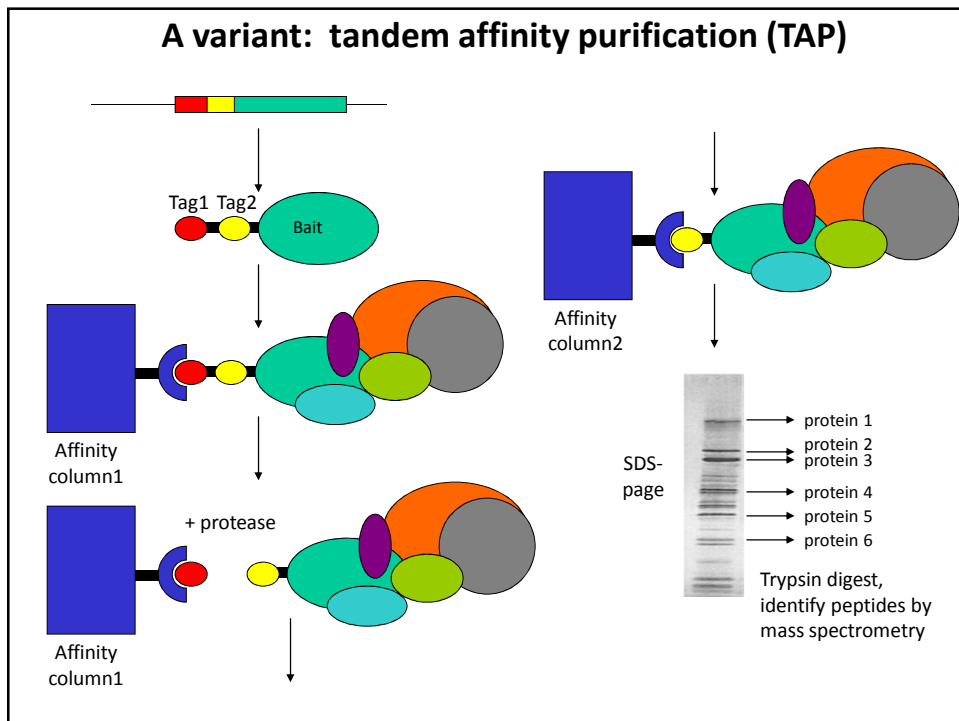 A variant:  tandem affinity purification (TAP)
Tag1 Tag2
Bait
Affinity
column1
+ protease
Affinity
column1
Affinity
column2
SDS-
page
protein 1
protein 2
protein 3
protein 4
protein 5
protein 6
Trypsin digest,
identify peptides by
mass spectrometry